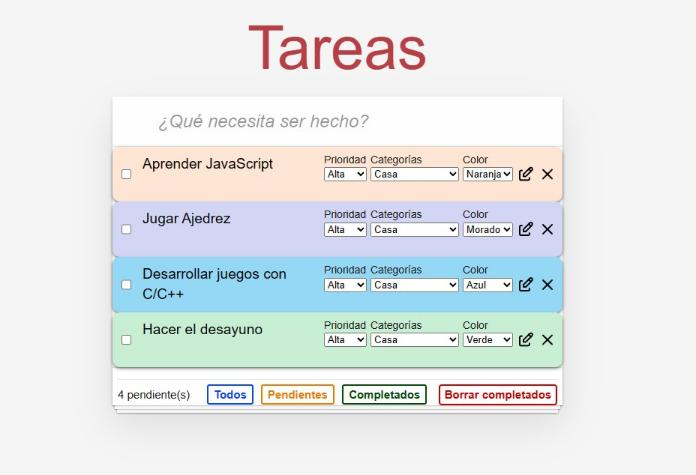 Tareas
¿Qué necesita ser hecho?
Aprender JavaScript
Prioridad Categorías Color
Alta Casa Naranja
Jugar Ajedrez
Prioridad Categorías Color
Alta Casa Morado
Desarrollar juegos con
C/C++
Prioridad Categorías Color
Alta Casa Azul
Hacer el desayuno
Prioridad Categorías Color
Alta Casa Verde
4 pendiente(s) Todos Pendientes Completados Borrar completados